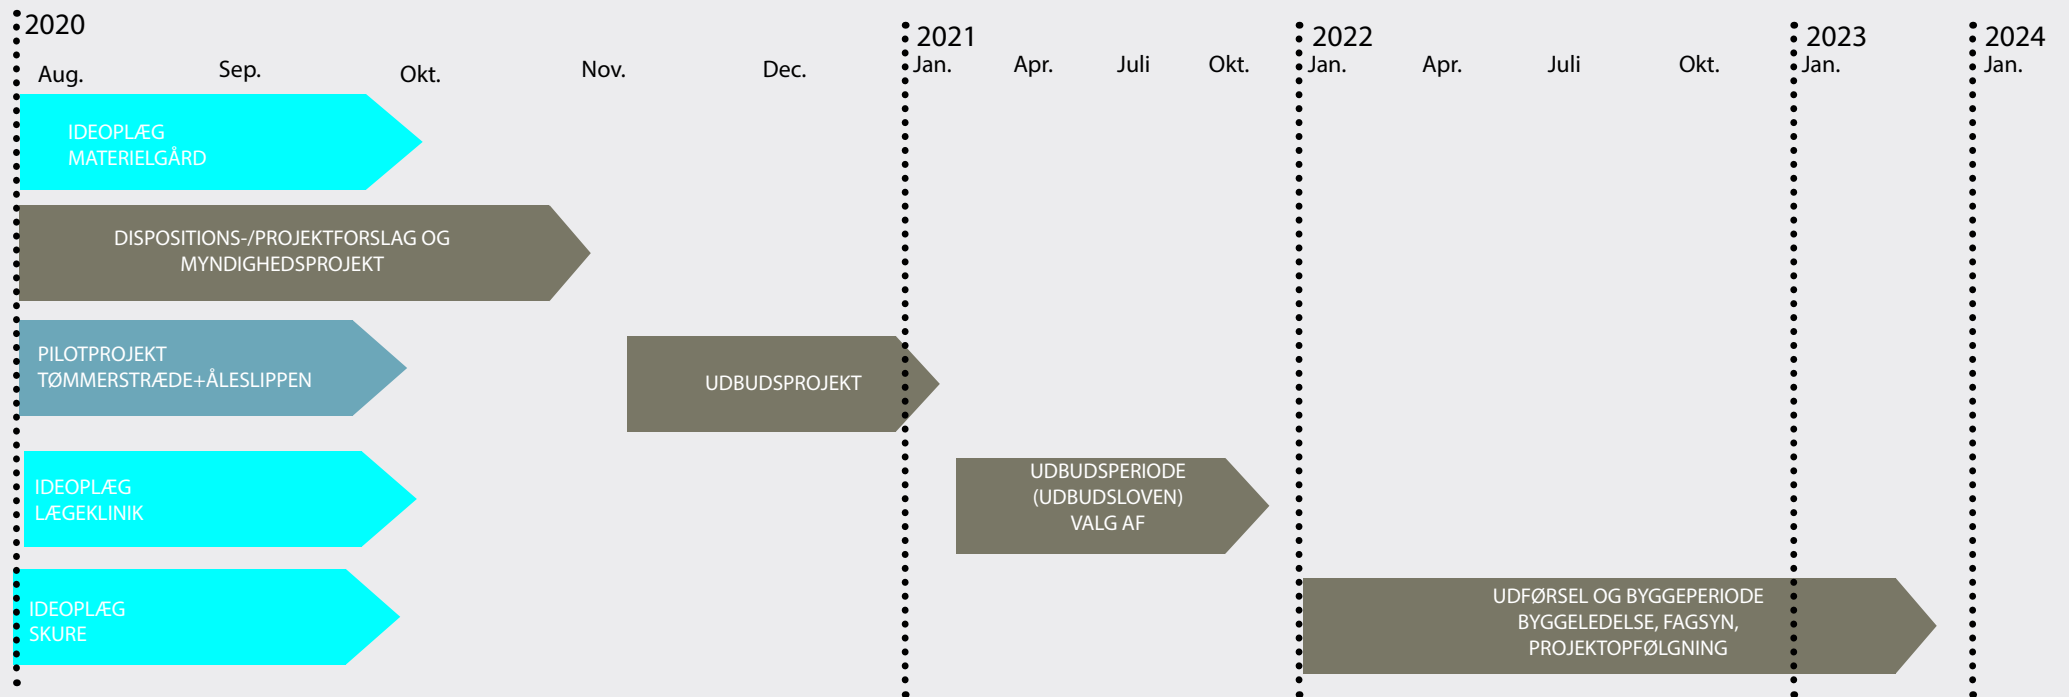 2020
2021
2022
2023
2024
Aug.
Sep.
Okt.
Nov.
Dec.
Jan.
Apr.
Juli
Okt.
Jan.
Apr.
Juli
Okt.
Jan.
Jan.
IDEOPLÆG
MATERIELGÅRD
DISPOSITIONS-/PROJEKTFORSLAG OG
MYNDIGHEDSPROJEKT
PILOTPROJEKT
TØMMERSTRÆDE+ÅLESLIPPEN
UDBUDSPROJEKT
IDEOPLÆG
LÆGEKLINIK
UDBUDSPERIODE
(UDBUDSLOVEN)
VALG AF
IDEOPLÆG
SKURE
UDFØRSEL OG BYGGEPERIODE
BYGGELEDELSE, FAGSYN,
PROJEKTOPFØLGNING